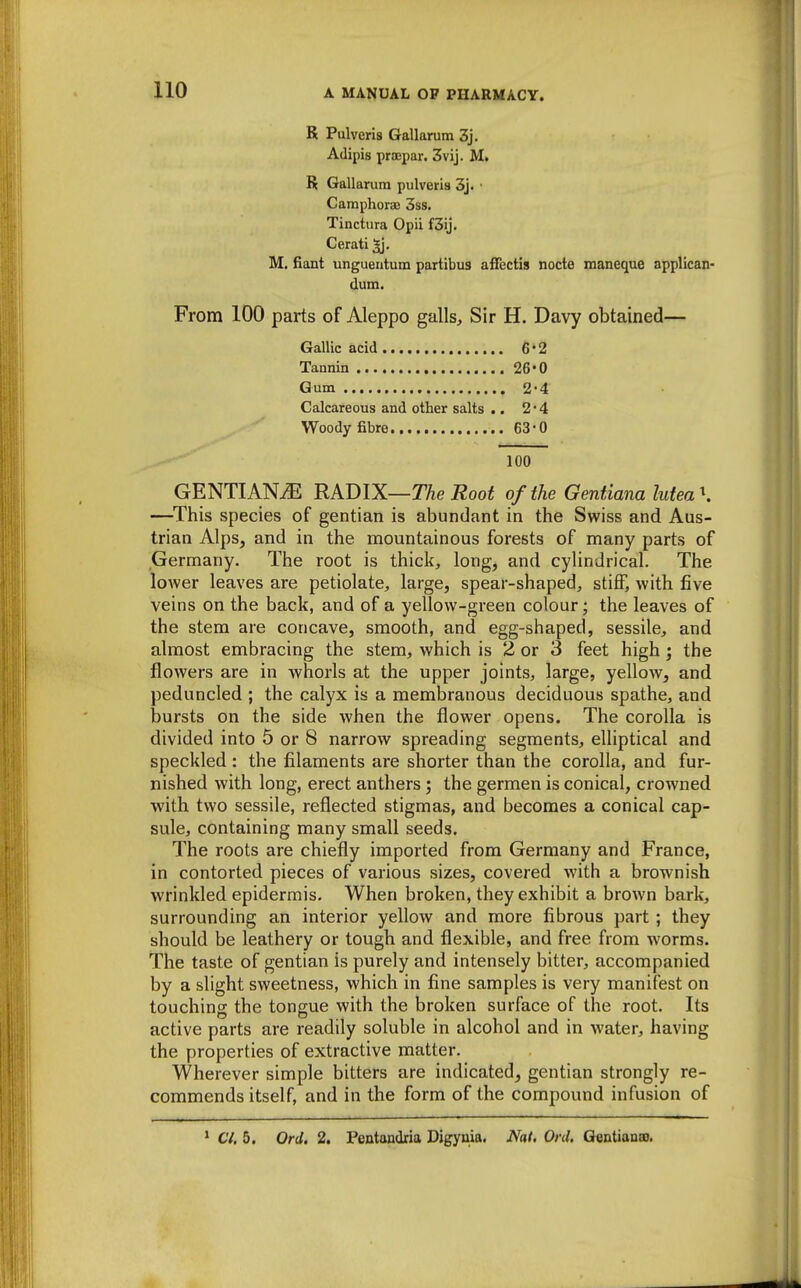 110 A MANUAL OF PHARMACY.
℞ Pulveris Gallarum ʒj.
Adipis præpar. ʒvij. M.
℞ Gallarum pulveris ʒj.
Camphoræ ʒss.
Tinctura Opii fʒij.
Cerati ℥j.
M. fiant unguentum partibus affectis nocte maneque applican-
dum.
From 100 parts of Aleppo galls, Sir H. Davy obtained—
Gallic acid ............... 6·2
Tannin .................. 26·0
Gum .................... 2·4
Calcareous and other salts .. 2·4
Woody fibre.............. 63·0
100
GENTIANÆ RADIX—The Root of the Gentiana lutea ¹.
—This species of gentian is abundant in the Swiss and Aus-
trian Alps, and in the mountainous forests of many parts of
Germany. The root is thick, long, and cylindrical. The
lower leaves are petiolate, large, spear-shaped, stiff, with five
veins on the back, and of a yellow-green colour; the leaves of
the stem are concave, smooth, and egg-shaped, sessile, and
almost embracing the stem, which is 2 or 3 feet high; the
flowers are in whorls at the upper joints, large, yellow, and
peduncled; the calyx is a membranous deciduous spathe, and
bursts on the side when the flower opens. The corolla is
divided into 5 or 8 narrow spreading segments, elliptical and
speckled: the filaments are shorter than the corolla, and fur-
nished with long, erect anthers; the germen is conical, crowned
with two sessile, reflected stigmas, and becomes a conical cap-
sule, containing many small seeds.
The roots are chiefly imported from Germany and France,
in contorted pieces of various sizes, covered with a brownish
wrinkled epidermis. When broken, they exhibit a brown bark,
surrounding an interior yellow and more fibrous part; they
should be leathery or tough and flexible, and free from worms.
The taste of gentian is purely and intensely bitter, accompanied
by a slight sweetness, which in fine samples is very manifest on
touching the tongue with the broken surface of the root. Its
active parts are readily soluble in alcohol and in water, having
the properties of extractive matter.
Wherever simple bitters are indicated, gentian strongly re-
commends itself, and in the form of the compound infusion of
¹ Cl. 5. Ord. 2. Pentandria Digynia. Nat. Ord. Gentianæ.